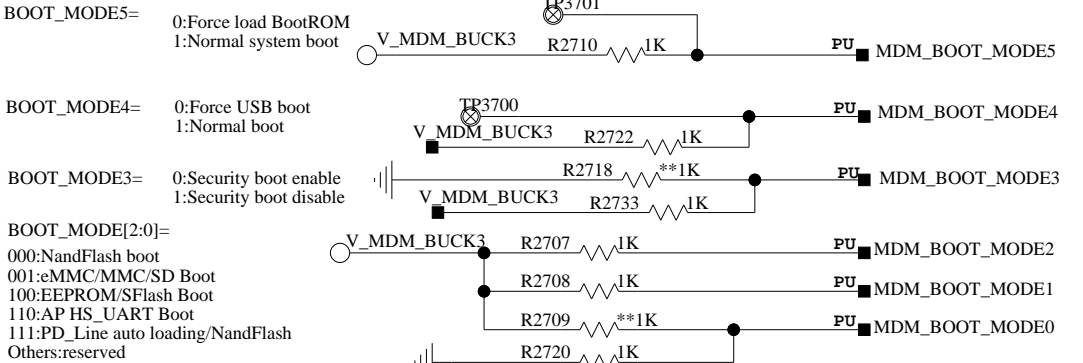 TP3701
BOOT_MODE5= 0:Force load BootROM
1:Normal system boot
V_MDM_BUCK3 R2710 1K PU MDM_BOOT_MODE5
BOOT_MODE4= 0:Force USB boot
1:Normal boot
TP3700 PU MDM_BOOT_MODE4
V_MDM_BUCK3 R2722 1K
BOOT_MODE3= 0:Security boot enable
1:Security boot disable
R2718 **1K PU MDM_BOOT_MODE3
V_MDM_BUCK3 R2733 1K
BOOT_MODE[2:0]=
000:NandFlash boot
001:eMMC/MMC/SD Boot
100:EEPROM/SFlash Boot
110:AP HS_UART Boot
111:PD_Line auto loading/NandFlash
Others:reserved
V_MDM_BUCK3 R2707 1K PU MDM_BOOT_MODE2
R2708 1K PU MDM_BOOT_MODE1
R2709 **1K PU MDM_BOOT_MODE0
R2720 1K